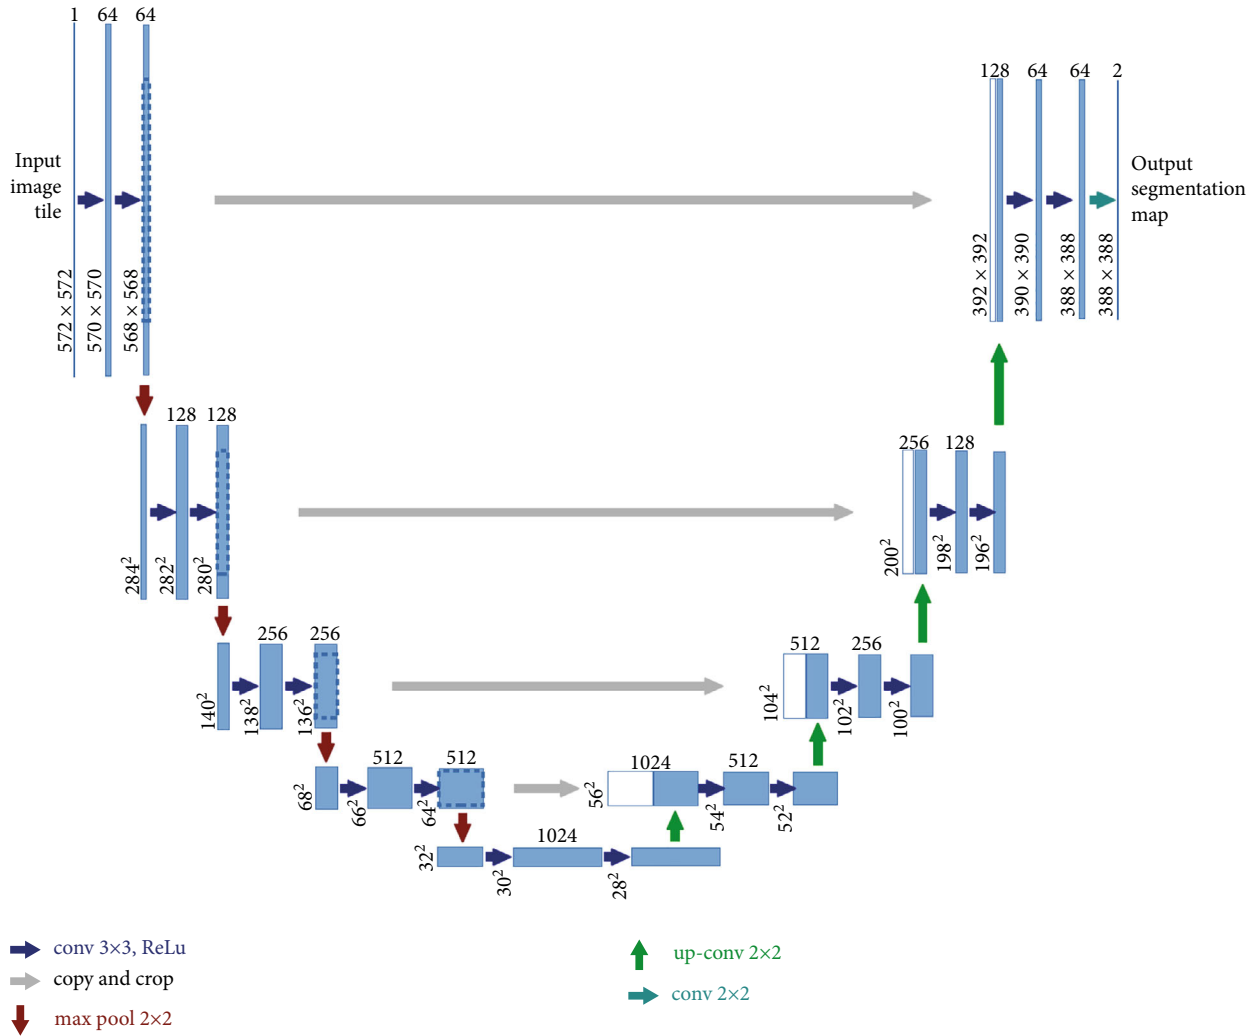 1 64 64
Input
image
tile
572 × 572
570 × 570
568 × 568
128 64 64 2
Output
segmentation
map
392 × 392
390 × 390
388 × 388
388 × 388
128 128
284²
282²
280²
256 128
200²
198²
196²
256 256
140²
138²
136²
512 256
104²
102²
100²
512 512
68²
66²
64²
1024 512
56²
54²
52²
1024
32²
30²
28²
conv 3×3, ReLu
copy and crop
max pool 2×2
up-conv 2×2
conv 2×2